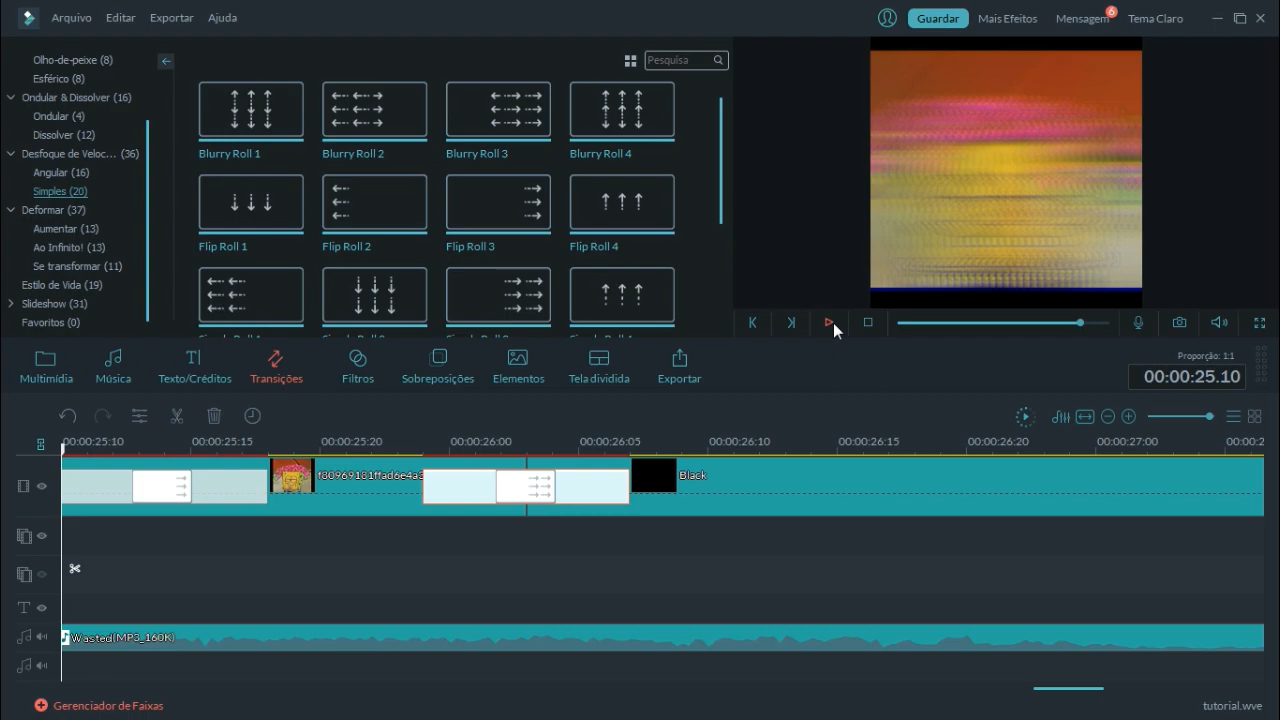 Arquivo Editar Exportar Ajuda
Guardar Mais Efeitos Mensagem 6 Tema Claro
Olho-de-peixe (8)
Esférico (8)
Ondular & Dissolver (16)
Ondular (4)
Dissolver (12)
Desfoque de Veloc... (36)
Angular (16)
Simples (20)
Deformar (37)
Aumentar (13)
Ao Infinito! (13)
Se transformar (11)
Estilo de Vida (19)
Slideshow (31)
Favoritos (0)
Pesquisa
Blurry Roll 1 Blurry Roll 2 Blurry Roll 3 Blurry Roll 4
Flip Roll 1 Flip Roll 2 Flip Roll 3 Flip Roll 4
Multimídia Música Texto/Créditos Transições Filtros Sobreposições Elementos Tela dividida Exportar
Proporção: 1:1
00:00:25.10
00:00:25:10 00:00:25:15 00:00:25:20 00:00:26:00 00:00:26:05 00:00:26:10 00:00:26:15 00:00:26:20 00:00:27:00 00:00:2
f80969181ffad6e4a3 Black
T
Wasted(MP3_160K)
Gerenciador de Faixas
tutorial.wve